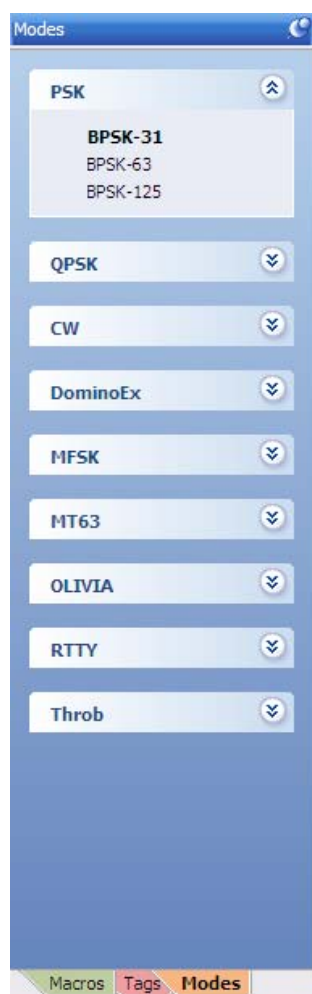 Modes
PSK
BPSK-31
BPSK-63
BPSK-125
QPSK
CW
DominoEx
MFSK
MT63
OLIVIA
RTTY
Throb
Macros Tags Modes